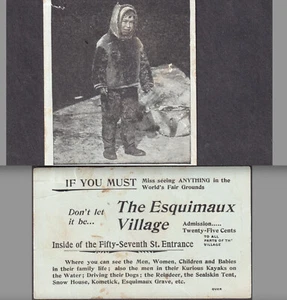 IF YOU MUST Miss seeing ANYTHING in the
World's Fair Grounds
Don't let
it be...
The Esquimaux
Village
Admission.....
Twenty-Five Cents
TO ALL
PARTS OF THE
VILLAGE
Inside of the Fifty-Seventh St. Entrance
Where you can see the Men, Women, Children and Babies
in their family life; also the men in their Kurious Kayaks on
the Water; Driving their Dogs; the Reindeer, the Sealskin Tent,
Snow House, Kometick, Esquimaux Grave, etc.